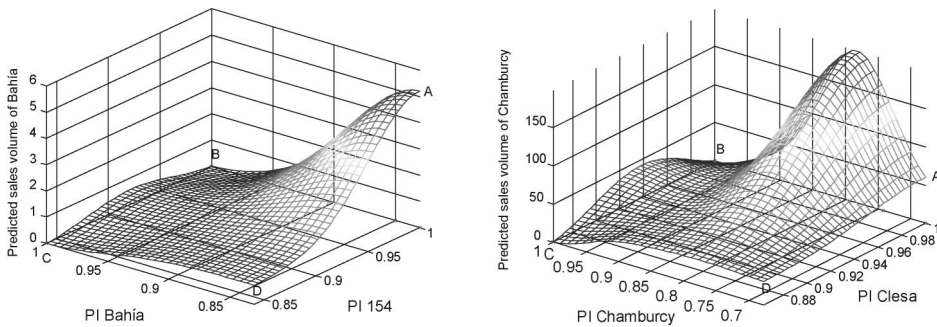 Predicted sales volume of Bahía
6
5
4
3
2
1
0
1
0.95
0.9
0.85
PI Bahía
0.85
0.9
0.95
1
PI 154
A
B
C
D
Predicted sales volume of Chamburcy
150
100
50
0
1
0.95
0.9
0.85
0.8
0.75
0.7
PI Chamburcy
0.88
0.9
0.92
0.94
0.96
0.98
1
PI Clesa
A
B
C
D